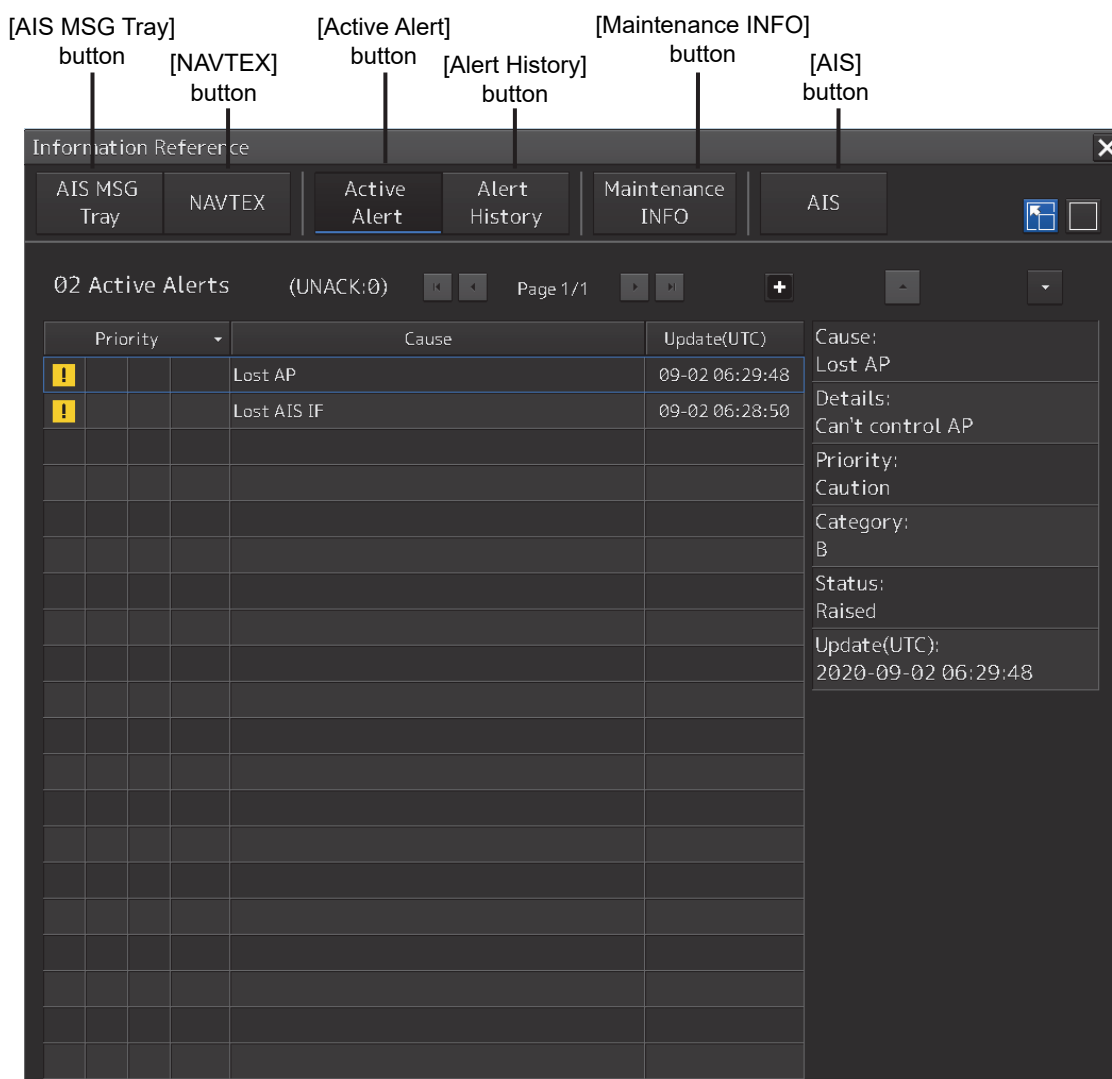 [AIS MSG Tray]
button
[NAVTEX]
button
[Active Alert]
button
[Alert History]
button
[Maintenance INFO]
button
[AIS]
button
Information Reference
AIS MSG
Tray
NAVTEX
Active
Alert
Alert
History
Maintenance
INFO
AIS
02 Active Alerts (UNACK:0) Page 1/1
Priority Cause Update(UTC)
Lost AP 09-02 06:29:48
Lost AIS IF 09-02 06:28:50
Cause:
Lost AP
Details:
Can't control AP
Priority:
Caution
Category:
B
Status:
Raised
Update(UTC):
2020-09-02 06:29:48